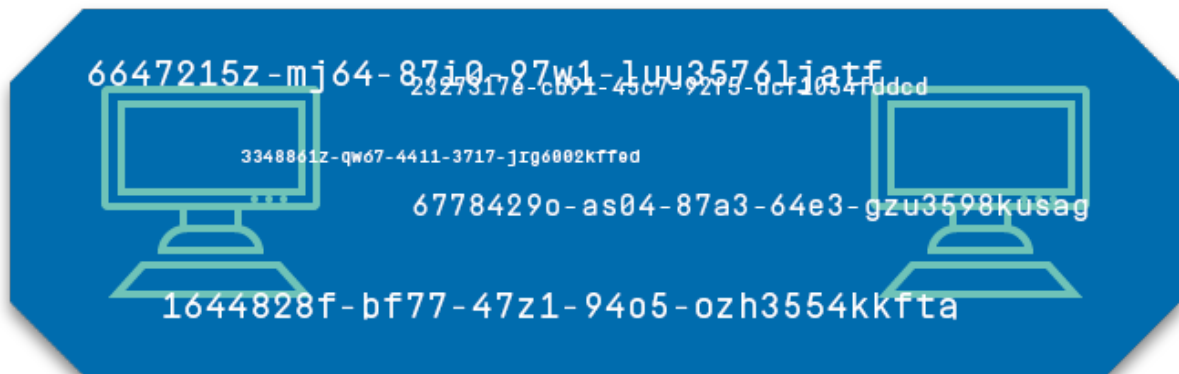 6647215z-mj64-87i0-97w1-luu3576ljatf
2327317e-cb91-45c7-92f5-dcf1054fddcd
3348861z-qw67-4411-3717-jrg6002kffed
6778429o-as04-87a3-64e3-gzu3598kusag
1644828f-bf77-47z1-94o5-ozh3554kkfta